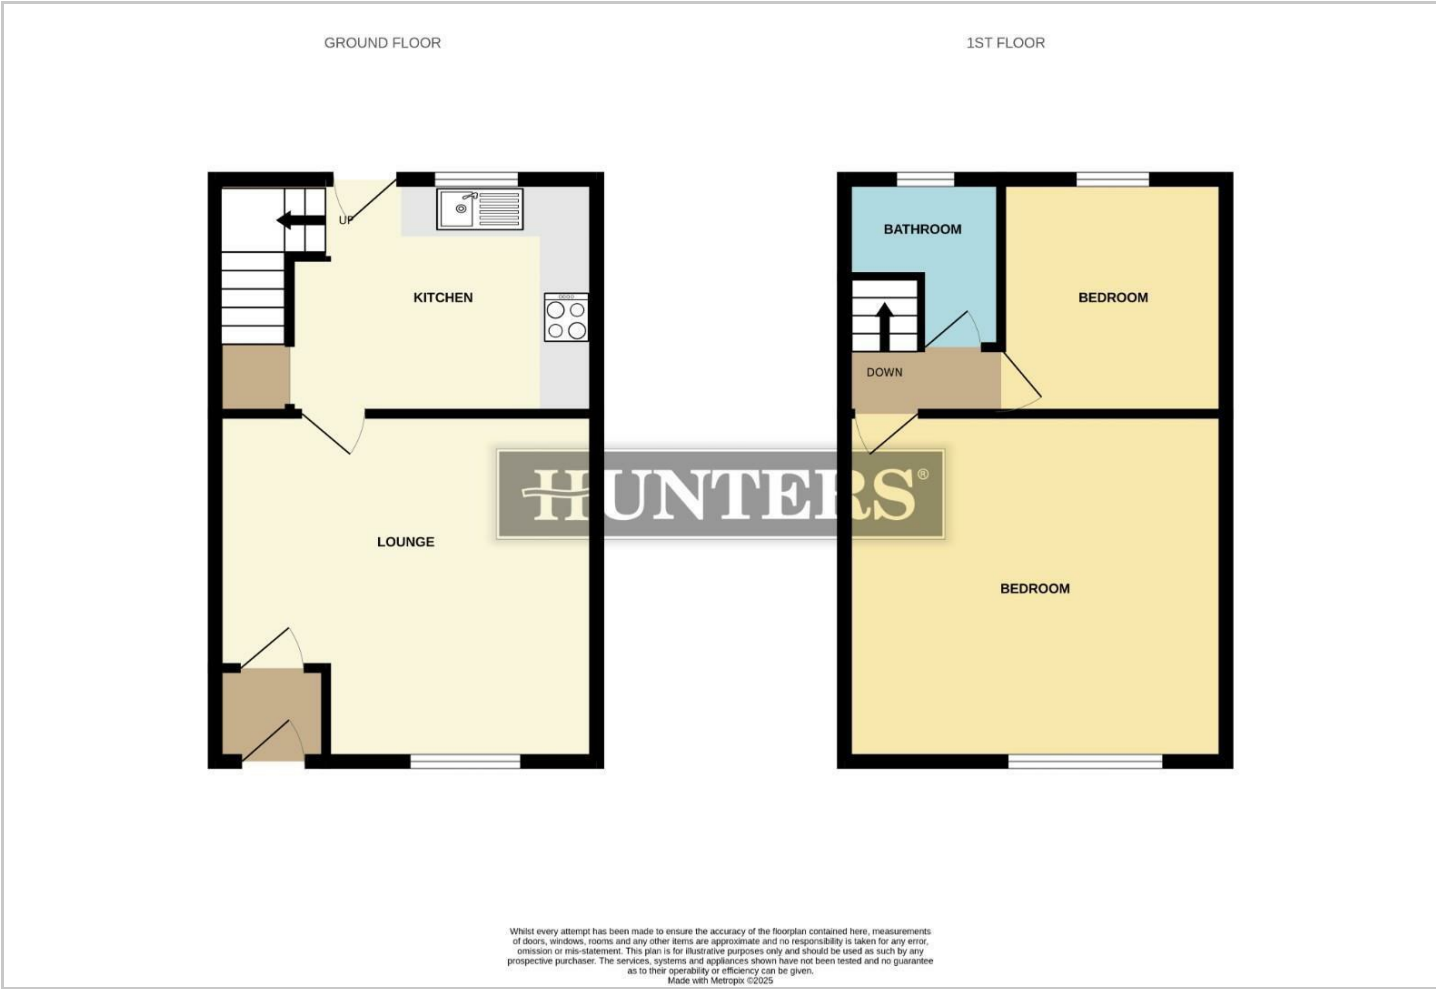 GROUND FLOOR
1ST FLOOR
UP
KITCHEN
LOUNGE
BATHROOM
BEDROOM
DOWN
BEDROOM
HUNTERS®
Whilst every attempt has been made to ensure the accuracy of the floorplan contained here, measurements
of doors, windows, rooms and any other items are approximate and no responsibility is taken for any error,
omission or mis-statement. This plan is for illustrative purposes only and should be used as such by any
prospective purchaser. The services, systems and appliances shown have not been tested and no guarantee
as to their operability or efficiency can be given.
Made with Metropix ©2025